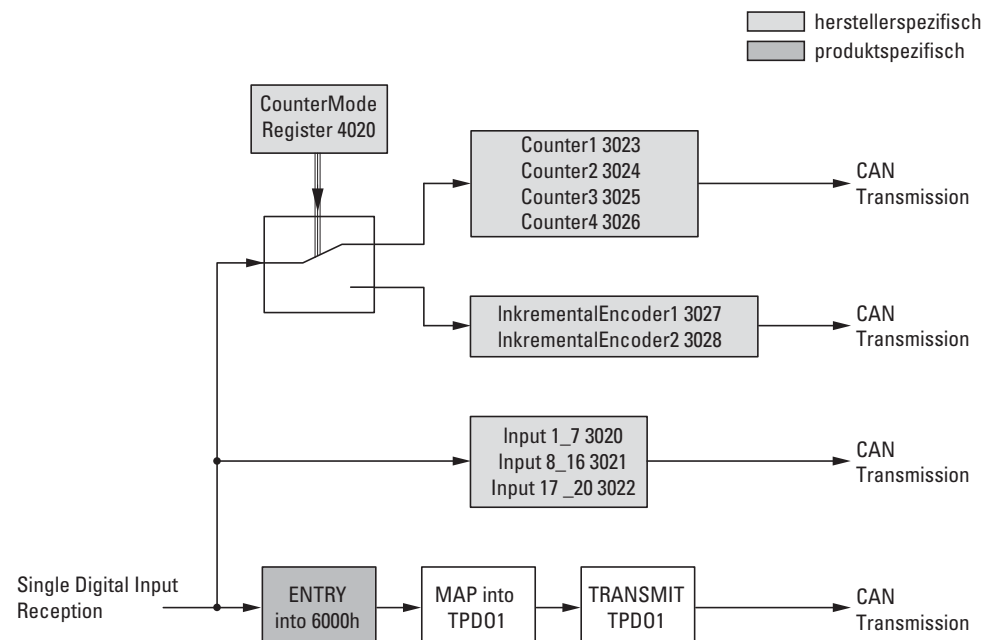 herstellerspezifisch
produktspezifisch
CounterMode
Register 4020
Counter1 3023
Counter2 3024
Counter3 3025
Counter4 3026
CAN
Transmission
InkrementalEncoder1 3027
InkrementalEncoder2 3028
CAN
Transmission
Input 1_7 3020
Input 8_16 3021
Input 17 _20 3022
CAN
Transmission
Single Digital Input
Reception
ENTRY
into 6000h
MAP into
TPDO1
TRANSMIT
TPDO1
CAN
Transmission